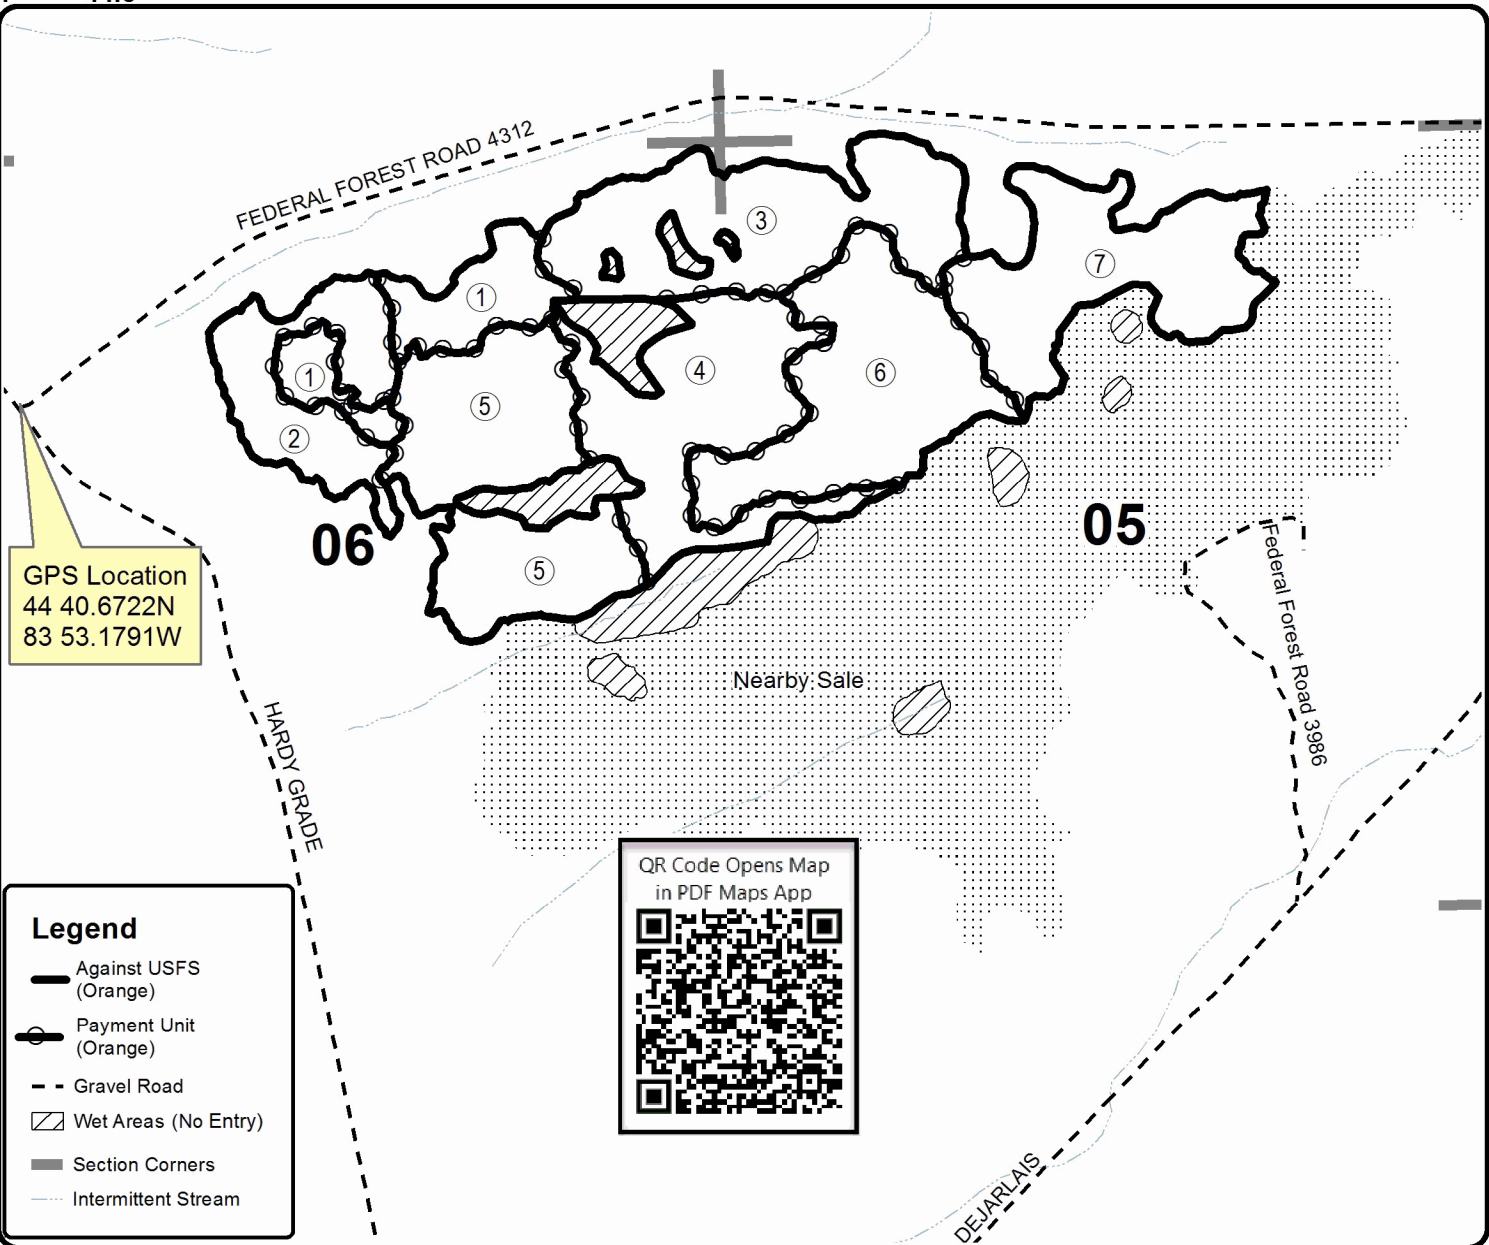 FEDERAL FOREST ROAD 4312
3
7
1
1
4
6
5
2
06
05
5
GPS Location
44 40.6722N
83 53.1791W
Federal Forest Road 3986
Nearby Sale
HARDY GRADE
QR Code Opens Map
in PDF Maps App
Legend
Against USFS
(Orange)
Payment Unit
(Orange)
Gravel Road
Wet Areas (No Entry)
Section Corners
Intermittent Stream
DEJARLAIS